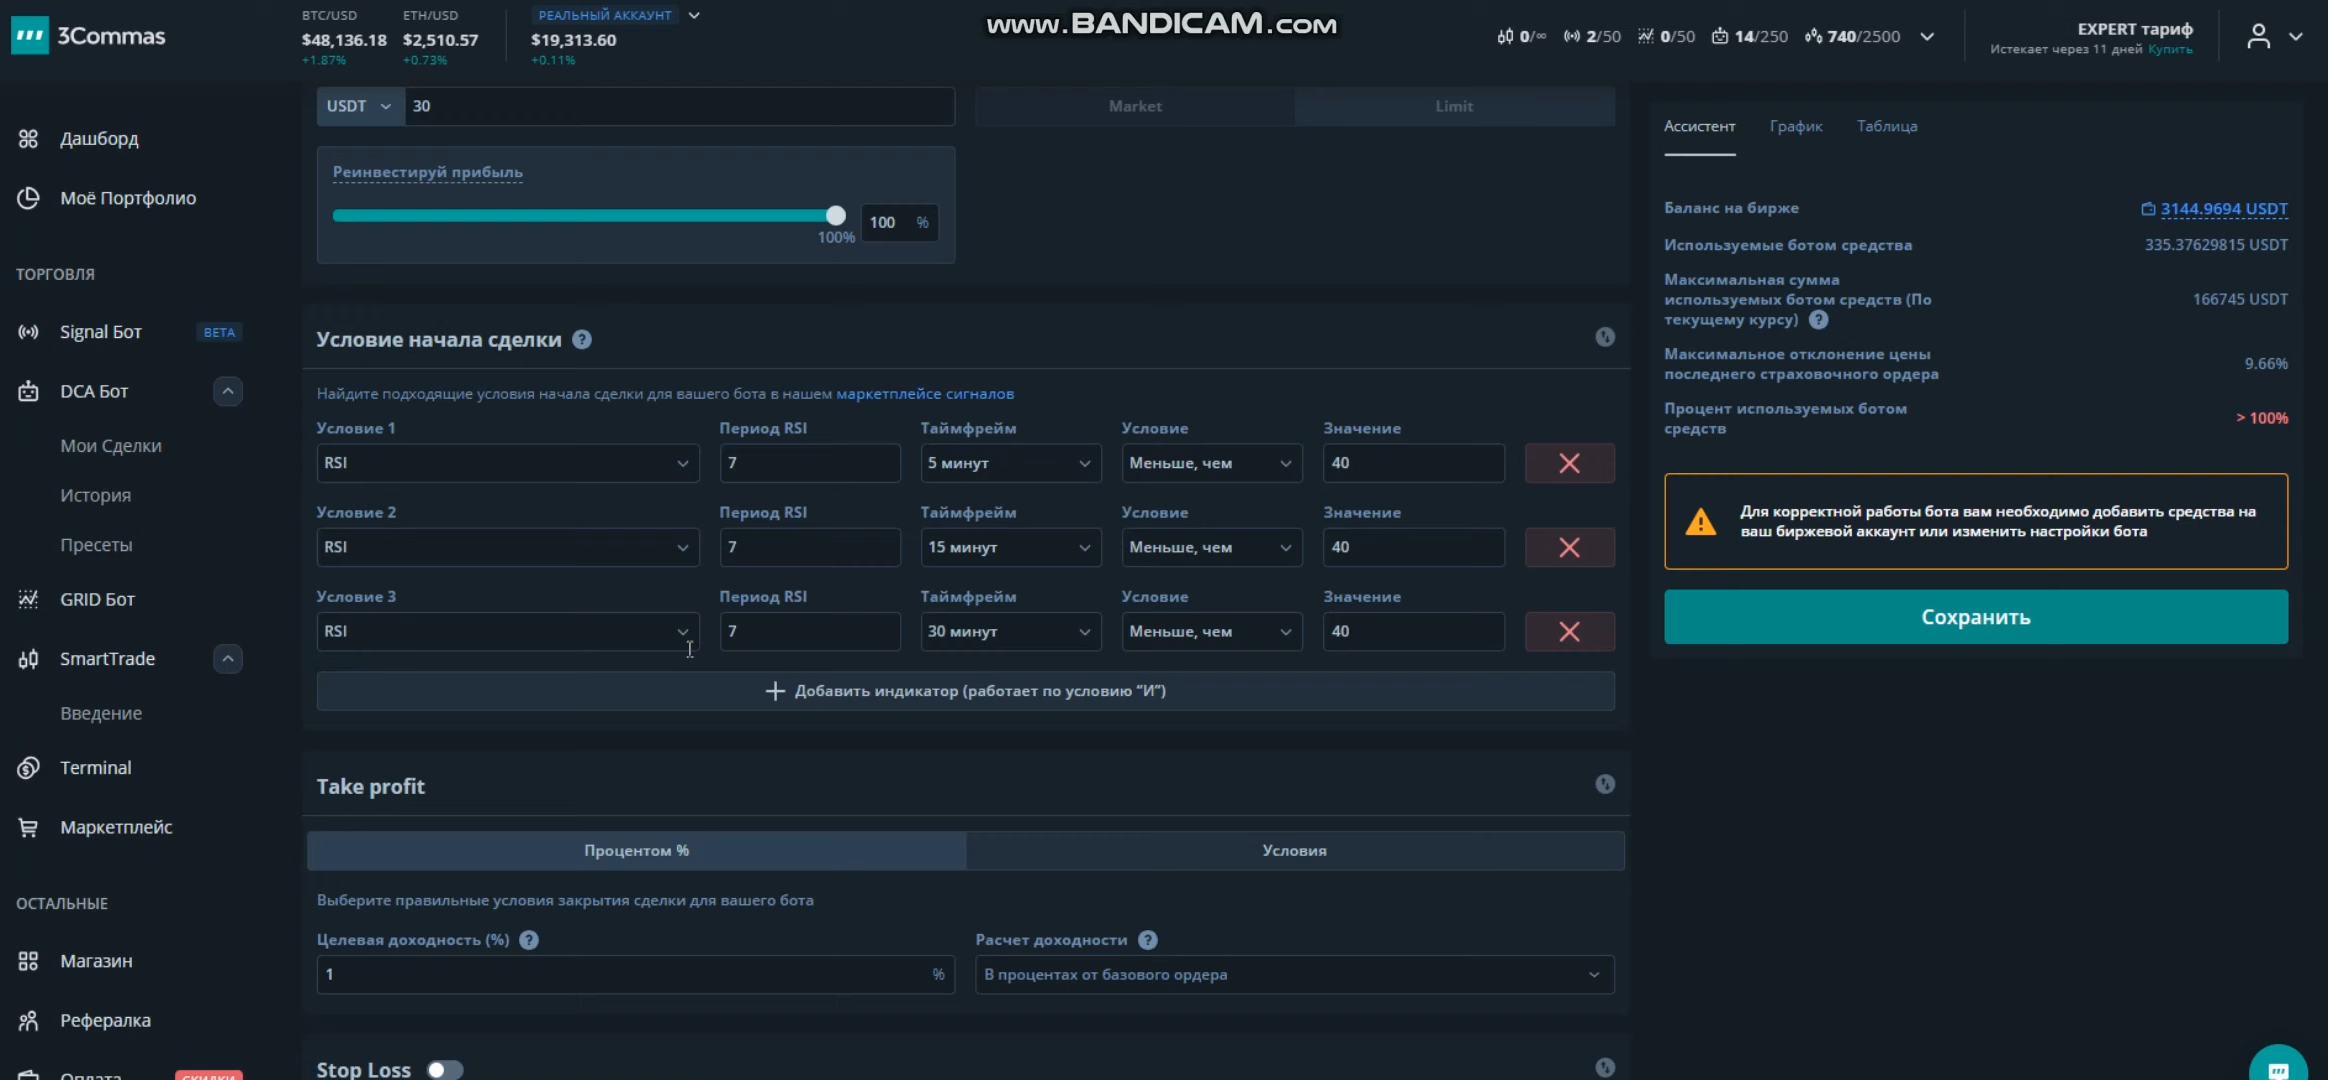 3Commas
BTC/USD
$48,136.18
+1.87%
ETH/USD
$2,510.57
+0.73%
РЕАЛЬНЫЙ АККАУНТ
$19,313.60
+0.11%
www.BANDICAM.com
0/∞
2/50
0/50
14/250
740/2500
EXPERT тариф
Истекает через 11 дней Купить
Дашборд
Моё Портфолио
ТОРГОВЛЯ
Signal Бот BETA
DCA Бот
Мои Сделки
История
Пресеты
GRID Бот
SmartTrade
Введение
Terminal
Маркетплейс
ОСТАЛЬНЫЕ
Магазин
Рефералка
Оплата СКИДКИ
USDT 30
Market Limit
Реинвестируй прибыль
100%
100 %
Условие начала сделки ?
Найдите подходящие условия начала сделки для вашего бота в нашем маркетплейсе сигналов
Условие 1 Период RSI Таймфрейм Условие Значение
RSI 7 5 минут Меньше, чем 40
Условие 2 Период RSI Таймфрейм Условие Значение
RSI 7 15 минут Меньше, чем 40
Условие 3 Период RSI Таймфрейм Условие Значение
RSI 7 30 минут Меньше, чем 40
Добавить индикатор (работает по условию “И”)
Take profit
Процентом % Условия
Выберите правильные условия закрытия сделки для вашего бота
Целевая доходность (%) ? Расчет доходности ?
1 % В процентах от базового ордера
Stop Loss
Ассистент График Таблица
Баланс на бирже 3144.9694 USDT
Используемые ботом средства 335.37629815 USDT
Максимальная сумма
используемых ботом средств (По 166745 USDT
текущему курсу) ?
Максимальное отклонение цены
последнего страховочного ордера 9.66%
Процент используемых ботом
средств > 100%
Для корректной работы бота вам необходимо добавить средства на
ваш биржевой аккаунт или изменить настройки бота
Сохранить